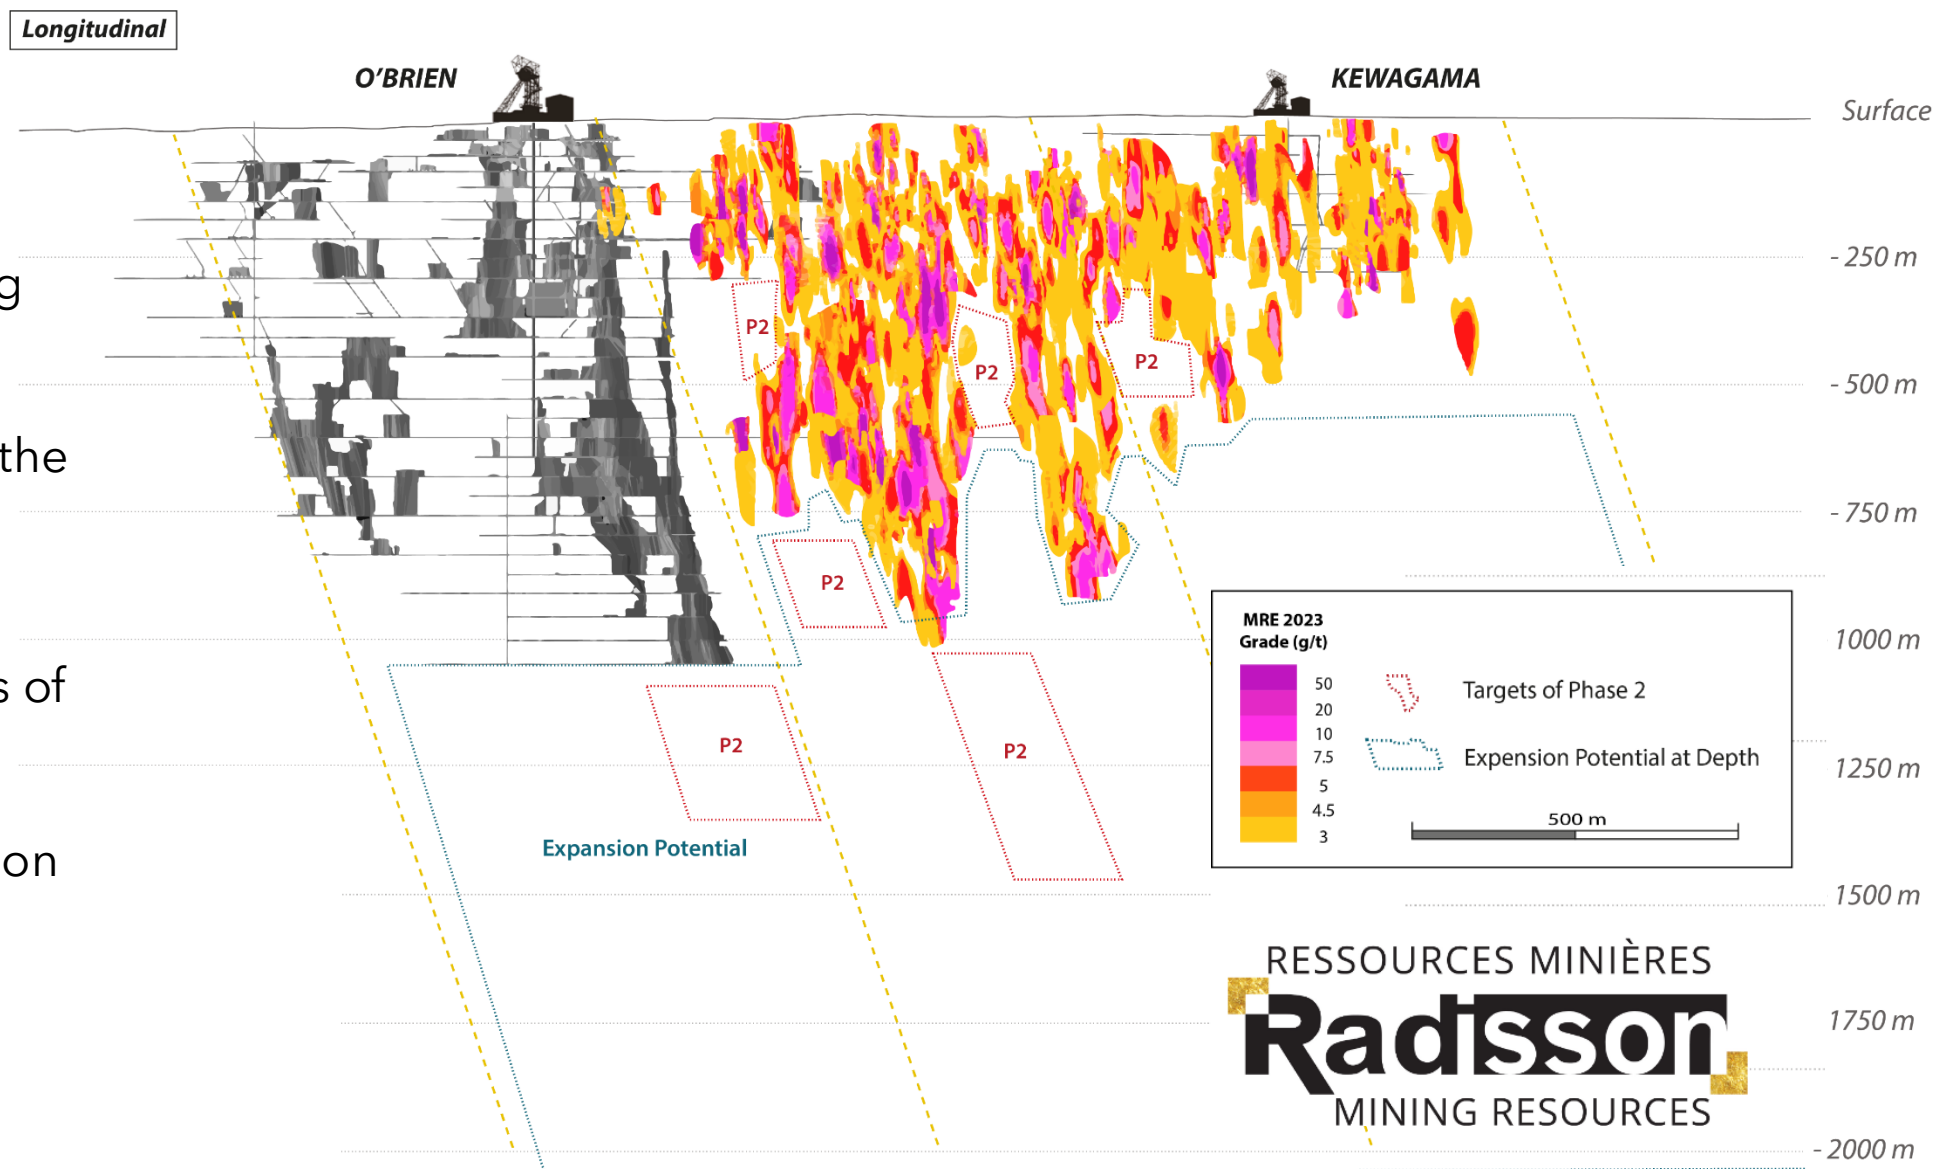 Longitudinal
O'BRIEN
KEWAGAMA
Surface
- 250 m
g
P2
P2
P2
- 500 m
the
- 750 m
P2
MRE 2023
Grade (g/t)
1000 m
50
20
10
7.5
5
4.5
3
Targets of Phase 2
Expension Potential at Depth
500 m
s of
P2
P2
1250 m
Expansion Potential
on
1500 m
RESSOURCES MINIÈRES
Radisson
MINING RESOURCES
1750 m
- 2000 m